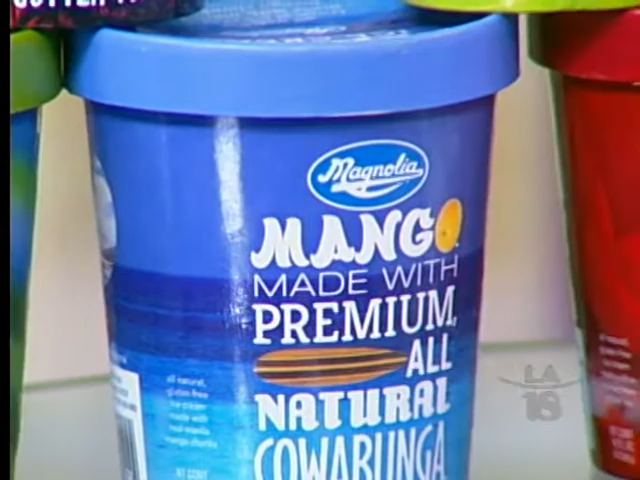 Magnolia
MANGO
MADE WITH
PREMIUM,
ALL
NATURAL
COWABUNGA
all natural,
gluten free
ice cream
made with
real manila
mango chunks
LA
18